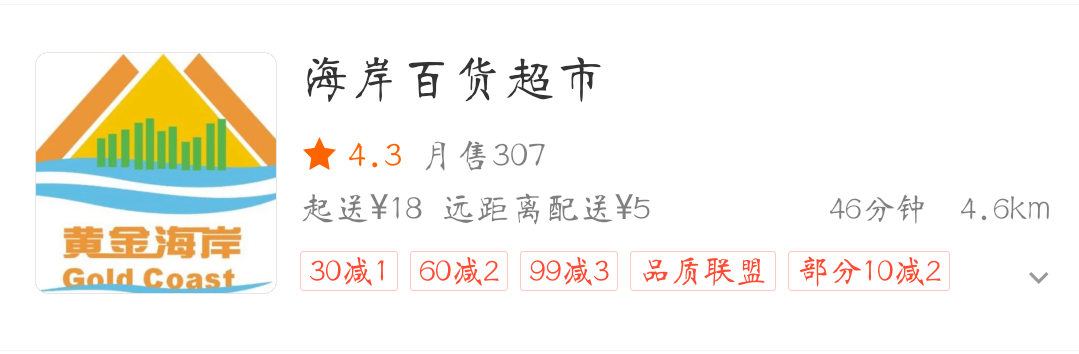 海岸百货超市
4.3 月售307
起送¥18 远距离配送¥5 46分钟 4.6km
黄金海岸
Gold Coast
30减1 60减2 99减3 品质联盟 部分10减2